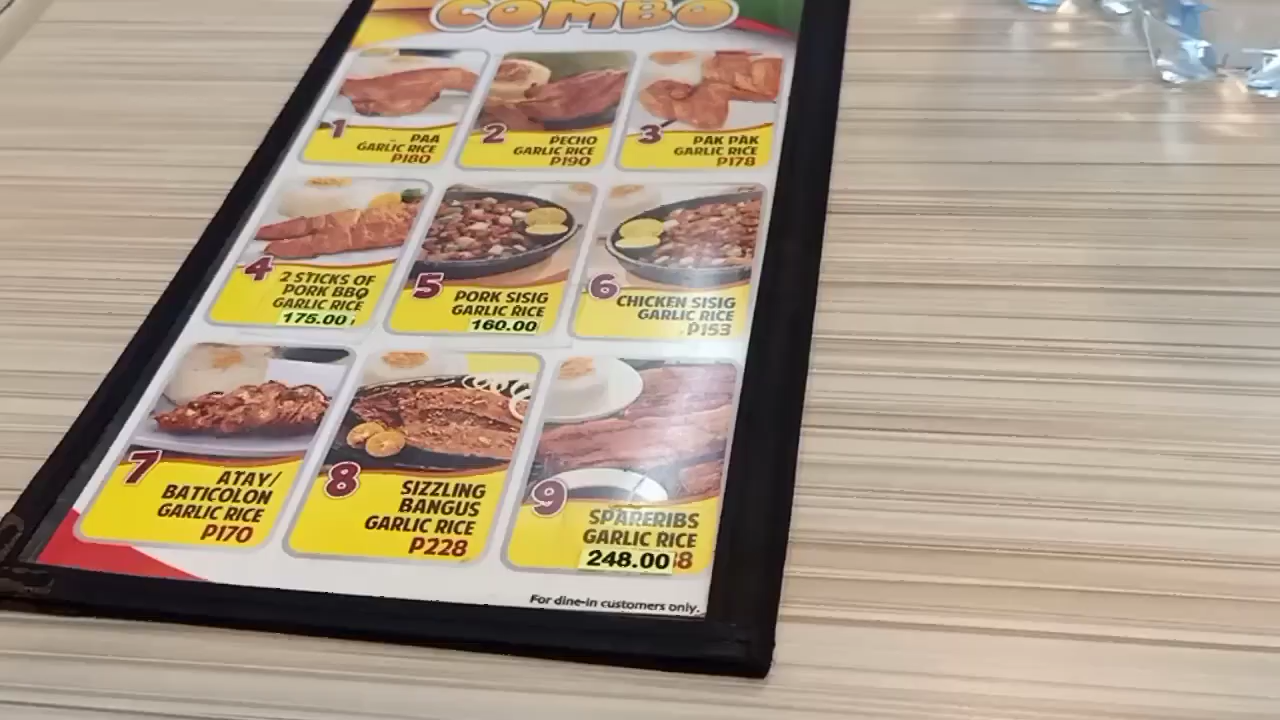 COMBO
1
PAA
GARLIC RICE
P180
2
PECHO
GARLIC RICE
P190
3
PAK PAK
GARLIC RICE
P178
4
2 STICKS OF
PORK BBQ
GARLIC RICE
175.00
5
PORK SISIG
GARLIC RICE
160.00
6
CHICKEN SISIG
GARLIC RICE
P153
7
ATAY/
BATICOLON
GARLIC RICE
P170
8
SIZZLING
BANGUS
GARLIC RICE
P228
9
SPARERIBS
GARLIC RICE
248.00 8
For dine-in customers only.